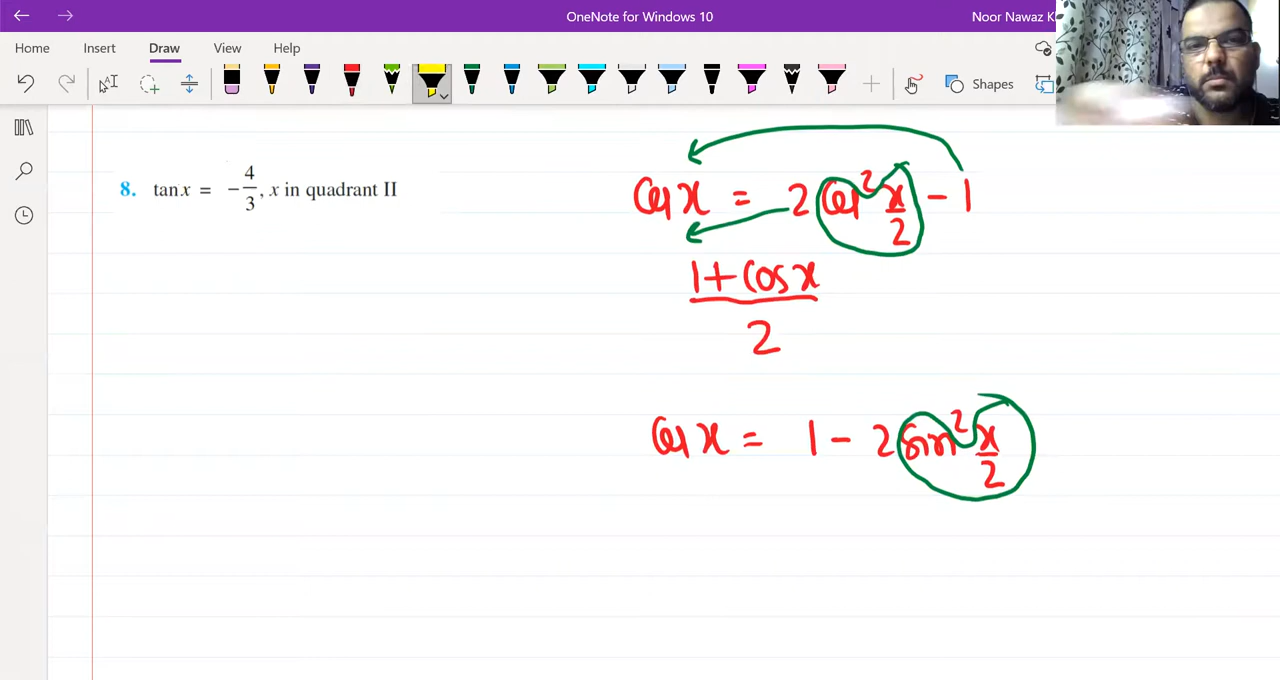 OneNote for Windows 10
Noor Nawaz K
Home Insert Draw View Help
Shapes
8. tan x = -4/3, x in quadrant II
Cos x = 2 Cos² x/2 - 1
1 + Cos x
2
Cos x = 1 - 2 sin² x/2